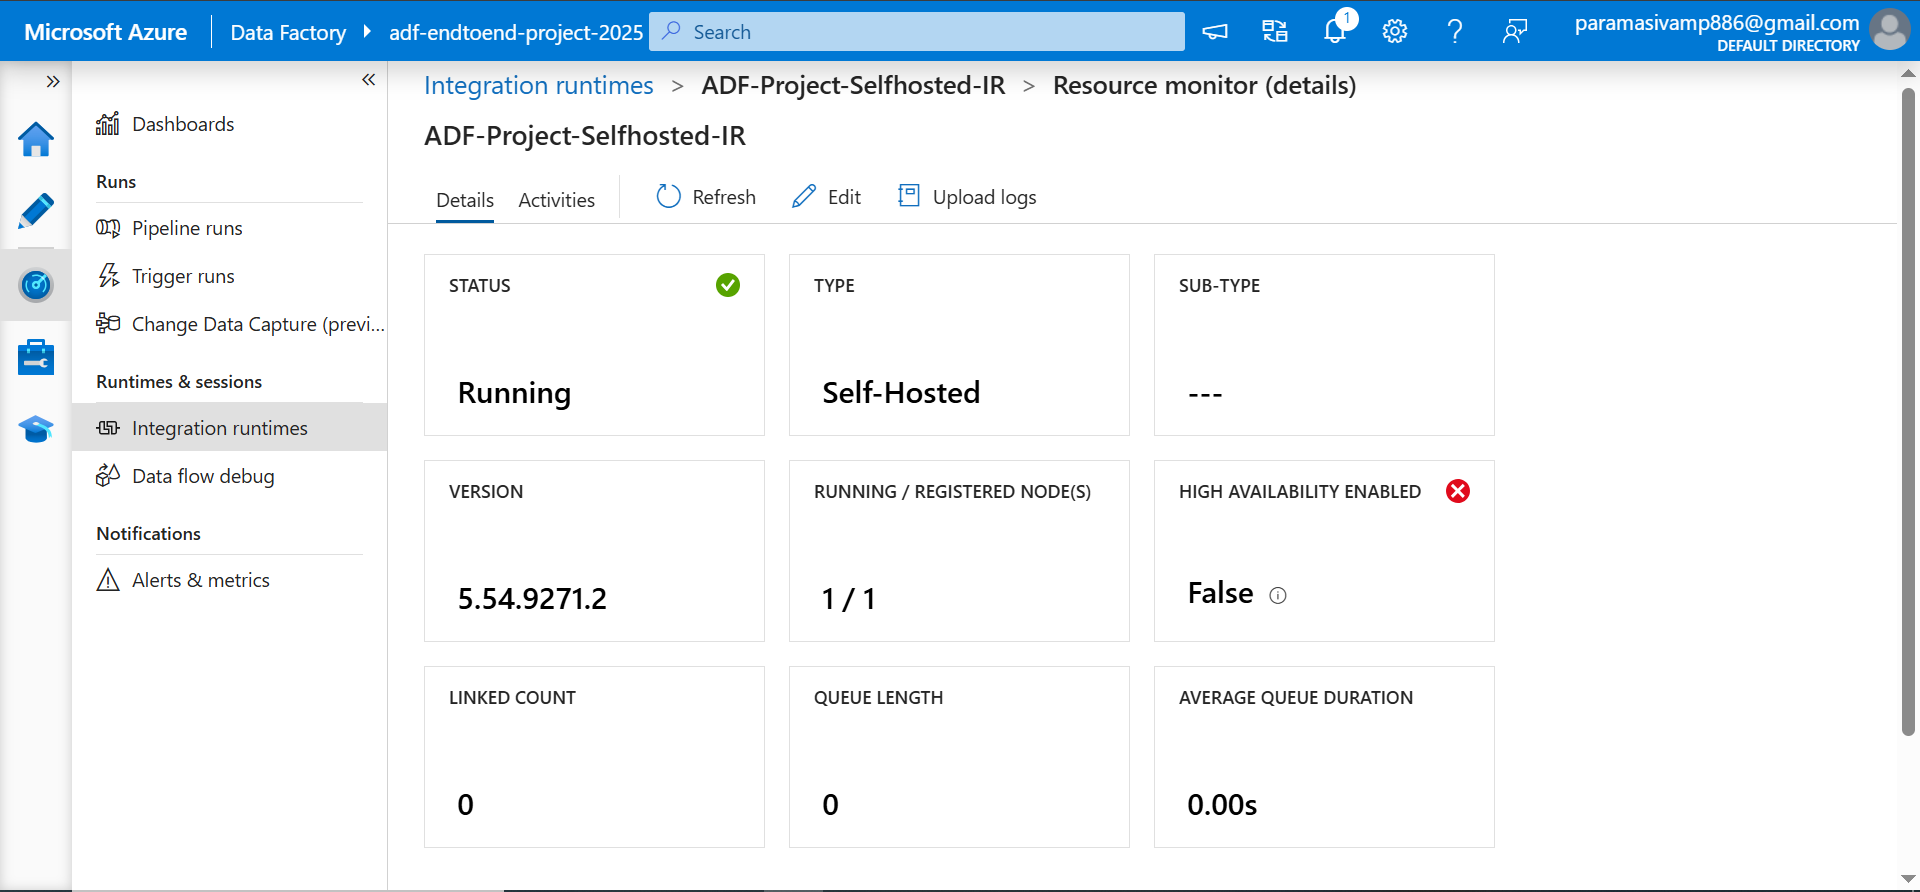 Microsoft Azure
Data Factory
adf-endtoend-project-2025
Search
1
paramasivamp886@gmail.com
DEFAULT DIRECTORY
Dashboards
Runs
Pipeline runs
Trigger runs
Change Data Capture (previ...
Runtimes & sessions
Integration runtimes
Data flow debug
Notifications
Alerts & metrics
Integration runtimes > ADF-Project-Selfhosted-IR > Resource monitor (details)
ADF-Project-Selfhosted-IR
Details Activities Refresh Edit Upload logs
STATUS
Running
TYPE
Self-Hosted
SUB-TYPE
---
VERSION
5.54.9271.2
RUNNING / REGISTERED NODE(S)
1 / 1
HIGH AVAILABILITY ENABLED
False
LINKED COUNT
0
QUEUE LENGTH
0
AVERAGE QUEUE DURATION
0.00s